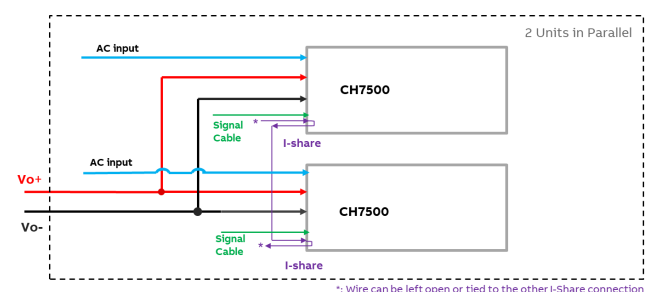 2 Units in Parallel
AC input
CH7500
Signal
Cable
*
I-share
AC input
Vo+
CH7500
Vo-
Signal
Cable
*
I-share
*: Wire can be left open or tied to the other I-Share connection